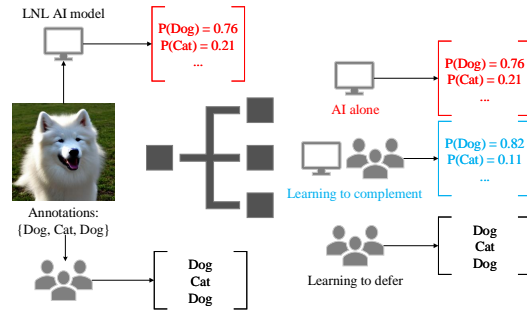 LNL AI model
P(Dog) = 0.76
P(Cat) = 0.21
...
Annotations:
{Dog, Cat, Dog}
Dog
Cat
Dog
P(Dog) = 0.76
P(Cat) = 0.21
...
AI alone
P(Dog) = 0.82
P(Cat) = 0.11
...
Learning to complement
Dog
Cat
Dog
Learning to defer